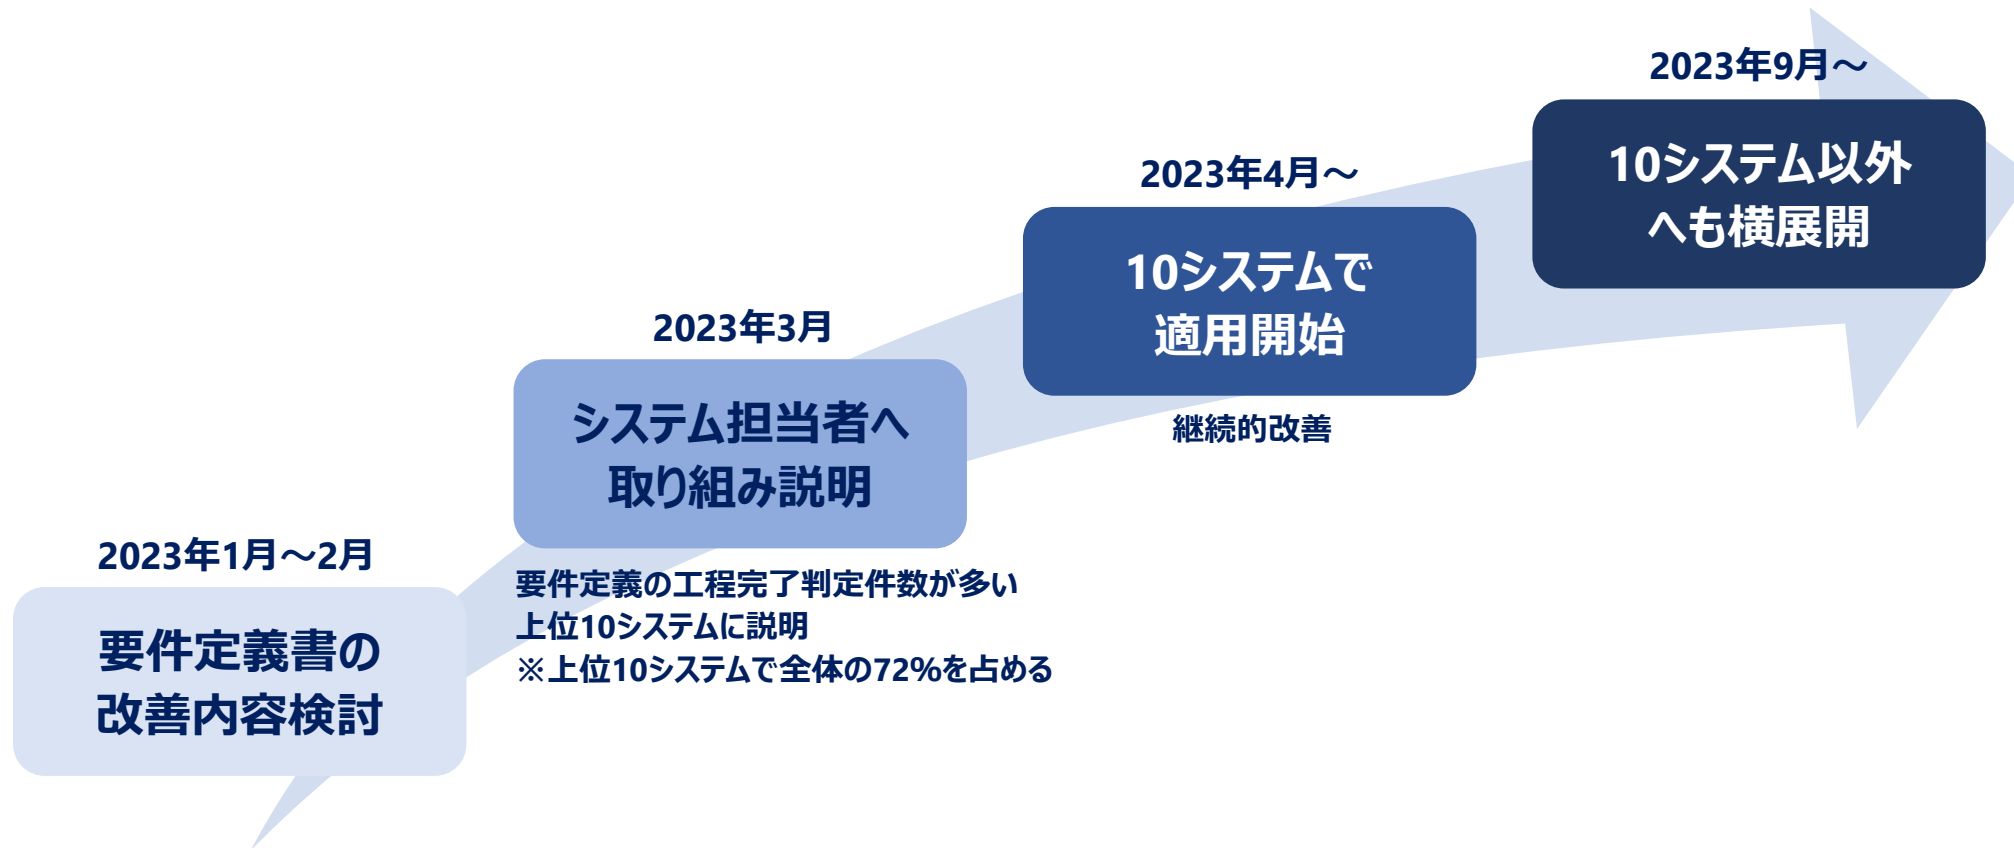 2023年1月～2月
要件定義書の
改善内容検討
2023年3月
システム担当者へ
取り組み説明
要件定義の工程完了判定件数が多い
上位10システムに説明
※上位10システムで全体の72%を占める
2023年4月～
10システムで
適用開始
継続的改善
2023年9月～
10システム以外
へも横展開